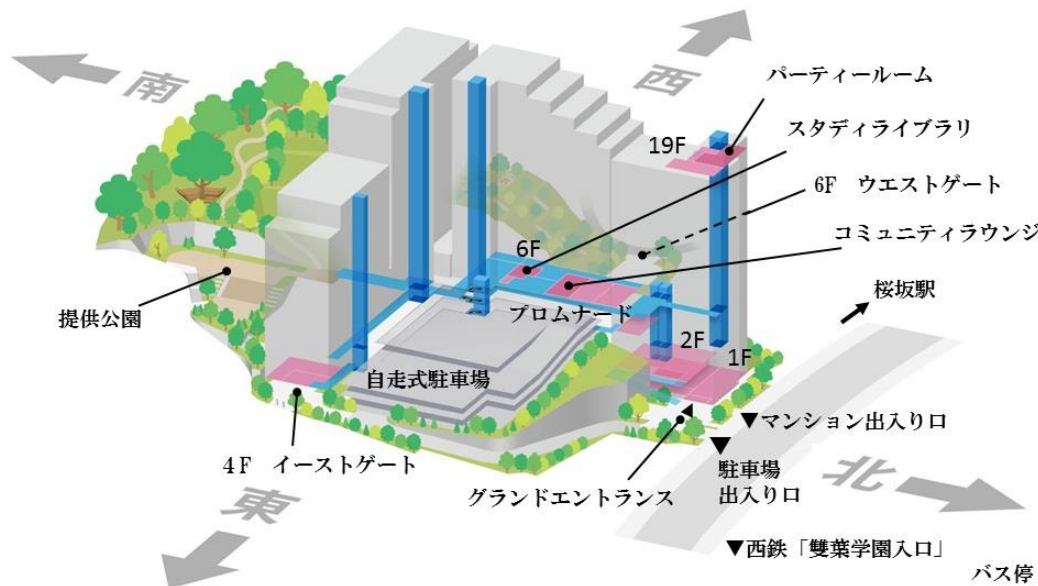 南
西
パーティールーム
スタディライブラリ
19F
6F　ウエストゲート
6F
コミュニティラウンジ
桜坂駅
提供公園
プロムナード
2F
1F
自走式駐車場
▼マンション出入り口
4F　イーストゲート
▼
駐車場
出入り口
グランドエントランス
北
東
▼西鉄「雙葉学園入口」
バス停